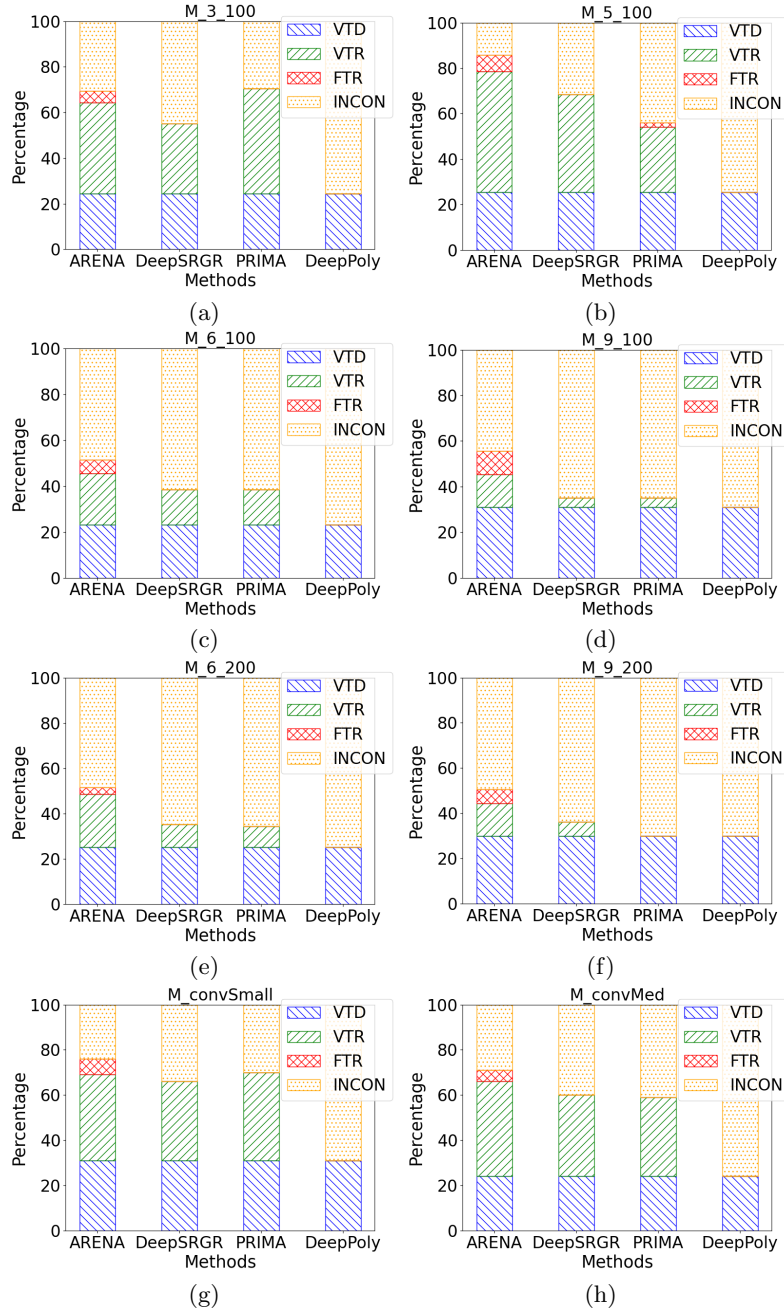 M_3_100
100
80
60
40
20
0
Percentage
VTD
VTR
FTR
INCON
ARENA DeepSRGR PRIMA DeepPoly
Methods
(a)
M_5_100
100
80
60
40
20
0
Percentage
VTD
VTR
FTR
INCON
ARENA DeepSRGR PRIMA DeepPoly
Methods
(b)
M_6_100
100
80
60
40
20
0
Percentage
VTD
VTR
FTR
INCON
ARENA DeepSRGR PRIMA DeepPoly
Methods
(c)
M_9_100
100
80
60
40
20
0
Percentage
VTD
VTR
FTR
INCON
ARENA DeepSRGR PRIMA DeepPoly
Methods
(d)
M_6_200
100
80
60
40
20
0
Percentage
VTD
VTR
FTR
INCON
ARENA DeepSRGR PRIMA DeepPoly
Methods
(e)
M_9_200
100
80
60
40
20
0
Percentage
VTD
VTR
FTR
INCON
ARENA DeepSRGR PRIMA DeepPoly
Methods
(f)
M_convSmall
100
80
60
40
20
0
Percentage
VTD
VTR
FTR
INCON
ARENA DeepSRGR PRIMA DeepPoly
Methods
(g)
M_convMed
100
80
60
40
20
0
Percentage
VTD
VTR
FTR
INCON
ARENA DeepSRGR PRIMA DeepPoly
Methods
(h)